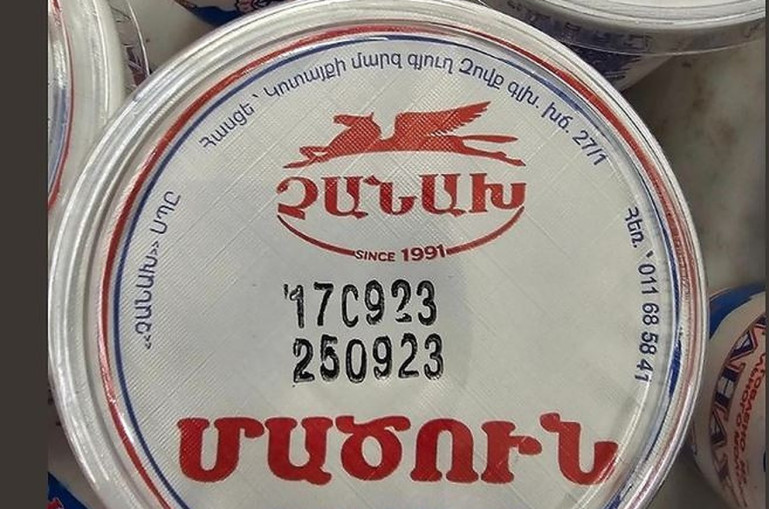 Հասցե՝ Կոտայքի մարզ գյուղ Զովք գլխ. խճ. 27/1
ՉԱՆԱԽ
SINCE 1991
«ՉԱՆԱԽ» ՍՊԸ
Հեռ.՝ 011 68 58 41
170923
250923
ՄԱԾՈՒՆ